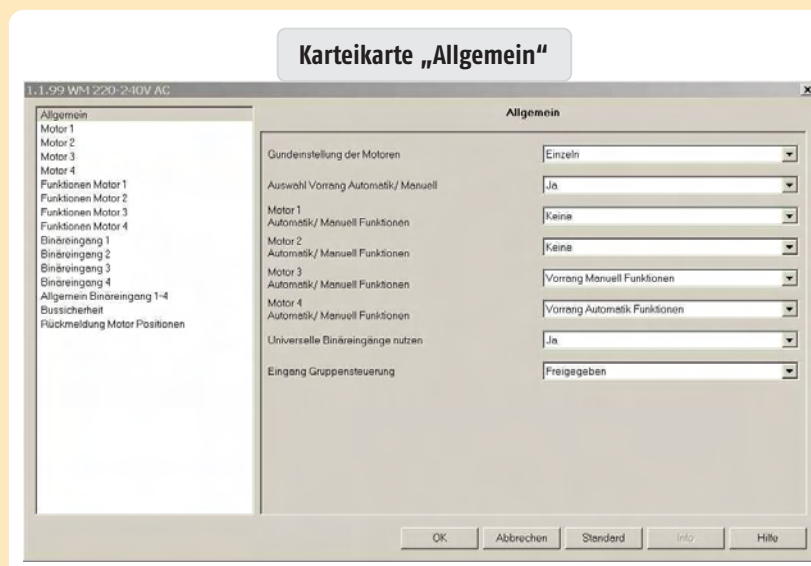 Karteikarte „Allgemein“
1.1.99 WM 220-240V AC
Allgemein
Motor 1
Motor 2
Motor 3
Motor 4
Funktionen Motor 1
Funktionen Motor 2
Funktionen Motor 3
Funktionen Motor 4
Binäreingang 1
Binäreingang 2
Binäreingang 3
Binäreingang 4
Allgemein Binäreingang 1-4
Bussicherheit
Rückmeldung Motor Positionen
Allgemein
Gundeinstellung der Motoren
Einzeln
Auswahl Vorrang Automatik/ Manuell
Ja
Motor 1
Automatik/ Manuell Funktionen
Keine
Motor 2
Automatik/ Manuell Funktionen
Keine
Motor 3
Automatik/ Manuell Funktionen
Vorrang Manuell Funktionen
Motor 4
Automatik/ Manuell Funktionen
Vorrang Automatik Funktionen
Universelle Binäreingänge nutzen
Ja
Eingang Gruppensteuerung
Freigegeben
OK
Abbrechen
Standard
Info
Hilfe